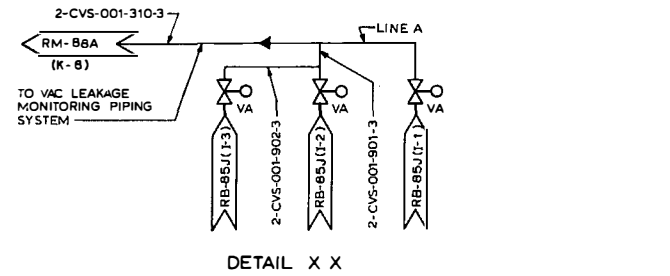 2-CVS-001-310-3
LINE A
RM-88A
(K-8)
TO VAC LEAKAGE
MONITORING PIPING
SYSTEM
VA
VA
VA
RB-85J(I-3)
2-CVS-001-902-3
RB-85J(I-2)
2-CVS-001-901-3
RB-85J(I-1)
DETAIL X X